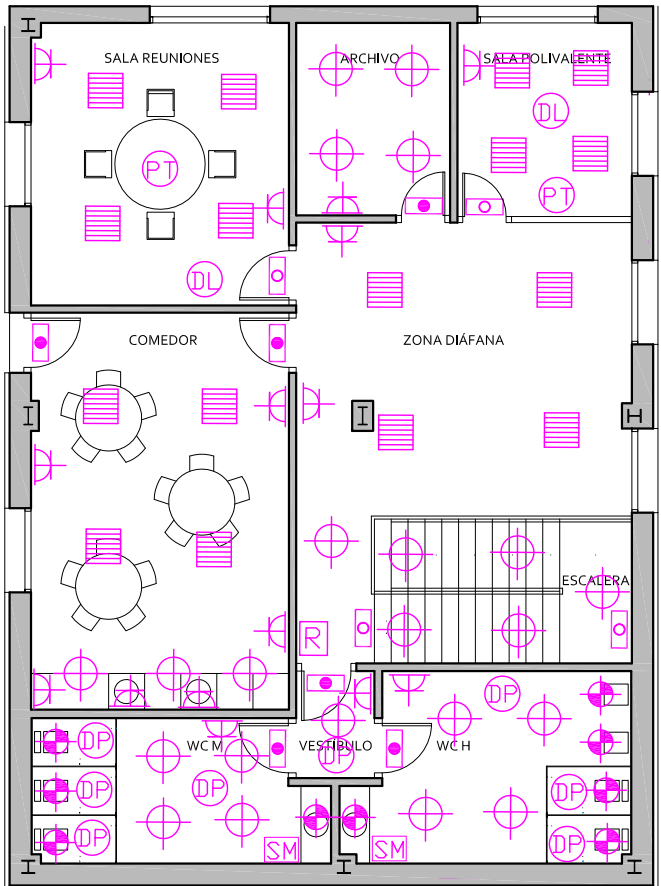 SALA REUNIONES
ARCHIVO
SALA POLIVALENTE
DL
PT
PT
DL
COMEDOR
ZONA DIÁFANA
ESCALERA
R
DP
WC M
VESTIBULO
WC H
DP
DP
DP
DP
DP
DP
DP
SM
SM